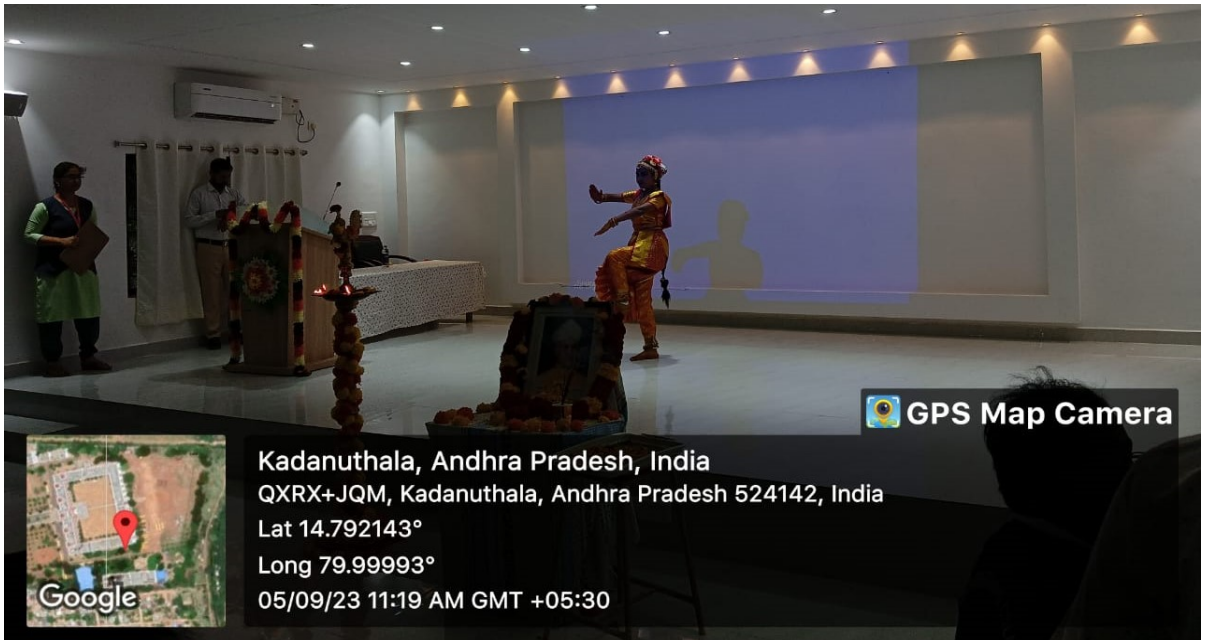 GPS Map Camera
Kadanuthala, Andhra Pradesh, India
QXRX+JQM, Kadanuthala, Andhra Pradesh 524142, India
Lat 14.792143°
Long 79.99993°
05/09/23 11:19 AM GMT +05:30
Google